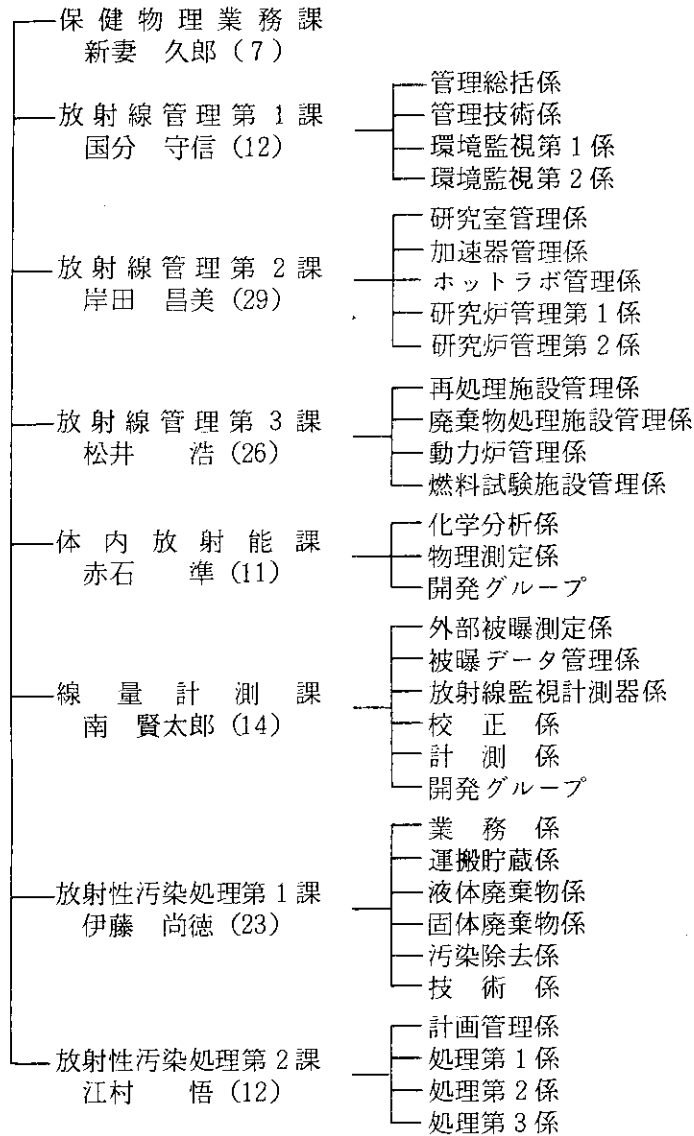 保健物理業務課
新妻 久郎 (7)
放射線管理第1課
国分 守信 (12)
管理総括係
管理技術係
環境監視第1係
環境監視第2係
放射線管理第2課
岸田 昌美 (29)
研究室管理係
加速器管理係
ホットラボ管理係
研究炉管理第1係
研究炉管理第2係
放射線管理第3課
松井 浩 (26)
再処理施設管理係
廃棄物処理施設管理係
動力炉管理係
燃料試験施設管理係
体内放射能課
赤石 準 (11)
化学分析係
物理測定係
開発グループ
線量計測課
南 賢太郎 (14)
外部被曝測定係
被曝データ管理係
放射線監視計測器係
校正係
計測係
開発グループ
放射性汚染処理第1課
伊藤 尚徳 (23)
業務係
運搬貯蔵係
液体廃棄物係
固体廃棄物係
汚染除去係
技術係
放射性汚染処理第2課
江村 悟 (12)
計画管理係
処理第1係
処理第2係
処理第3係